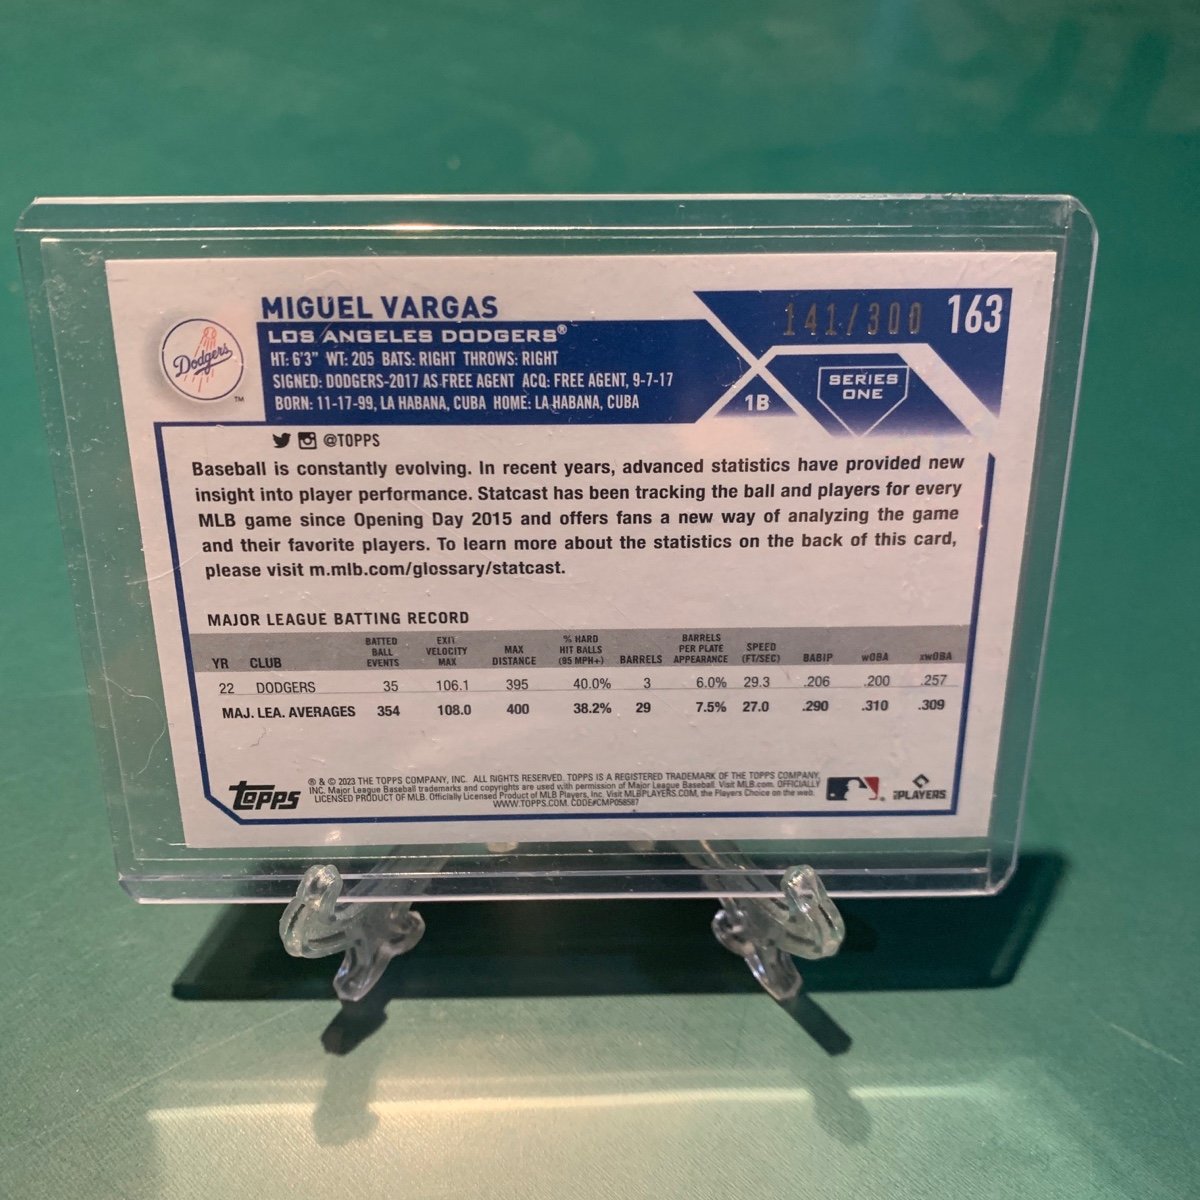 MIGUEL VARGAS
141/300
163
Dodgers
TM
LOS ANGELES DODGERS®
HT: 6'3" WT: 205 BATS: RIGHT THROWS: RIGHT
SIGNED: DODGERS-2017 AS FREE AGENT ACQ: FREE AGENT, 9-7-17
BORN: 11-17-99, LA HABANA, CUBA HOME: LA HABANA, CUBA
1B
SERIES
ONE
@TOPPS
Baseball is constantly evolving. In recent years, advanced statistics have provided new
insight into player performance. Statcast has been tracking the ball and players for every
MLB game since Opening Day 2015 and offers fans a new way of analyzing the game
and their favorite players. To learn more about the statistics on the back of this card,
please visit m.mlb.com/glossary/statcast.
MAJOR LEAGUE BATTING RECORD
YR CLUB BATTED BALL EVENTS EXIT VELOCITY MAX MAX DISTANCE % HARD HIT BALLS (95 MPH+) BARRELS BARRELS PER PLATE APPEARANCE SPEED (FT/SEC) BABIP wOBA xwOBA
22 DODGERS 35 106.1 395 40.0% 3 6.0% 29.3 .206 .200 .257
MAJ. LEA. AVERAGES 354 108.0 400 38.2% 29 7.5% 27.0 .290 .310 .309
Topps
® & © 2023 THE TOPPS COMPANY, INC. ALL RIGHTS RESERVED. TOPPS IS A REGISTERED TRADEMARK OF THE TOPPS COMPANY,
INC. Major League Baseball trademarks and copyrights are used with permission of Major League Baseball. Visit MLB.com. OFFICIALLY
LICENSED PRODUCT OF MLB. Officially Licensed Product of MLB Players, Inc. Visit MLBPLAYERS.COM, the Players Choice on the web.
WWW.TOPPS.COM. CODE#CMP058587
PLAYERS